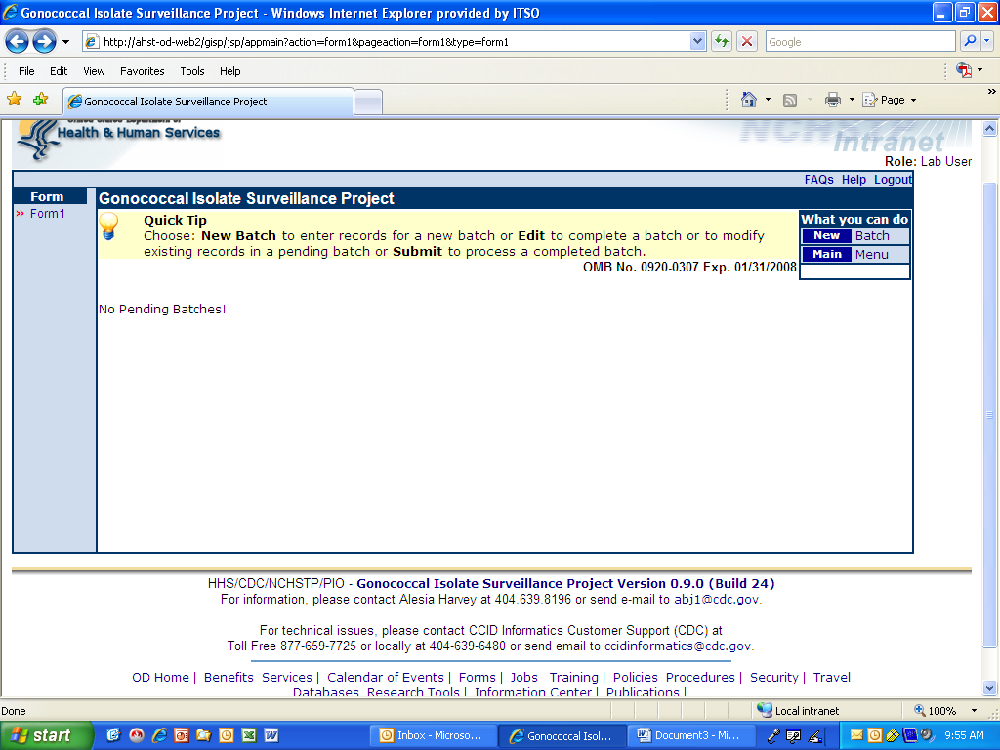 Gonococcal Isolate Surveillance Project - Windows Internet Explorer provided by ITSO
http://ahst-od-web2/gisp/jsp/appmain?action=form1&pageaction=form1&type=form1
Google
File Edit View Favorites Tools Help
Gonococcal Isolate Surveillance Project
Page
Health & Human Services
Intranet
Role: Lab User
FAQs Help Logout
Form
Gonococcal Isolate Surveillance Project
» Form1
Quick Tip
Choose: New Batch to enter records for a new batch or Edit to complete a batch or to modify
existing records in a pending batch or Submit to process a completed batch.
OMB No. 0920-0307 Exp. 01/31/2008
What you can do
New Batch
Main Menu
No Pending Batches!
HHS/CDC/NCHSTP/PIO - Gonococcal Isolate Surveillance Project Version 0.9.0 (Build 24)
For information, please contact Alesia Harvey at 404.639.8196 or send e-mail to abj1@cdc.gov.
For technical issues, please contact CCID Informatics Customer Support (CDC) at
Toll Free 877-659-7725 or locally at 404-639-6480 or send email to ccidinformatics@cdc.gov.
OD Home | Benefits Services | Calendar of Events | Forms | Jobs Training | Policies Procedures | Security | Travel
Databases Research Tools | Information Center | Publications |
Done
Local intranet
100%
start
Inbox - Microso...
Gonococcal Isol...
Document3 - Mi...
9:55 AM